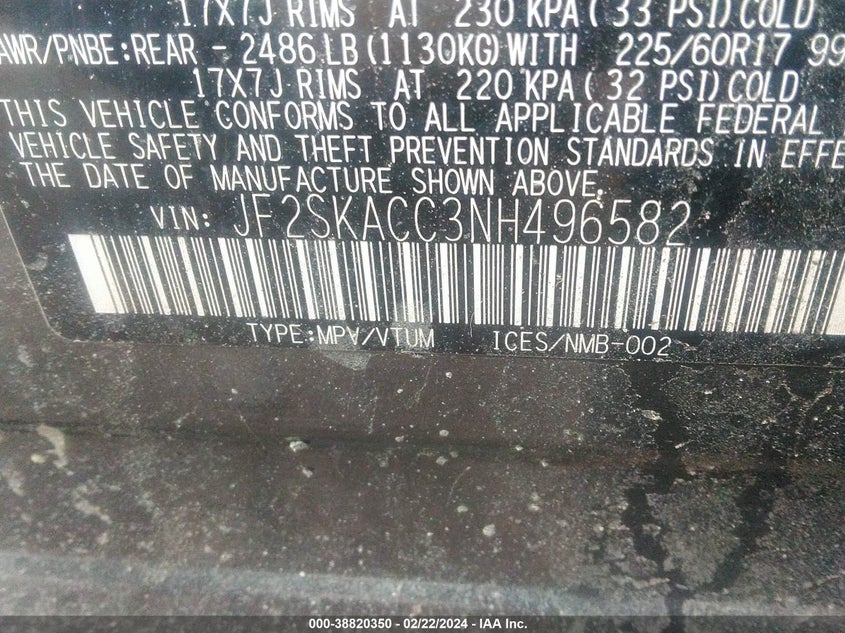 17X7J RIMS AT 230 KPA(33 PSI)COLD
AWR/PNBE:REAR - 2486 LB(1130KG)WITH 225/60R17 99
17X7J RIMS AT 220 KPA(32 PSI)COLD
THIS VEHICLE CONFORMS TO ALL APPLICABLE FEDERAL
VEHICLE SAFETY AND THEFT PREVENTION STANDARDS IN EFFE
THE DATE OF MANUFACTURE SHOWN ABOVE.
VIN: JF2SKACC3NH496582
TYPE:MPV/VTUM ICES/NMB-002
000-38820350 - 02/22/2024 - IAA Inc.